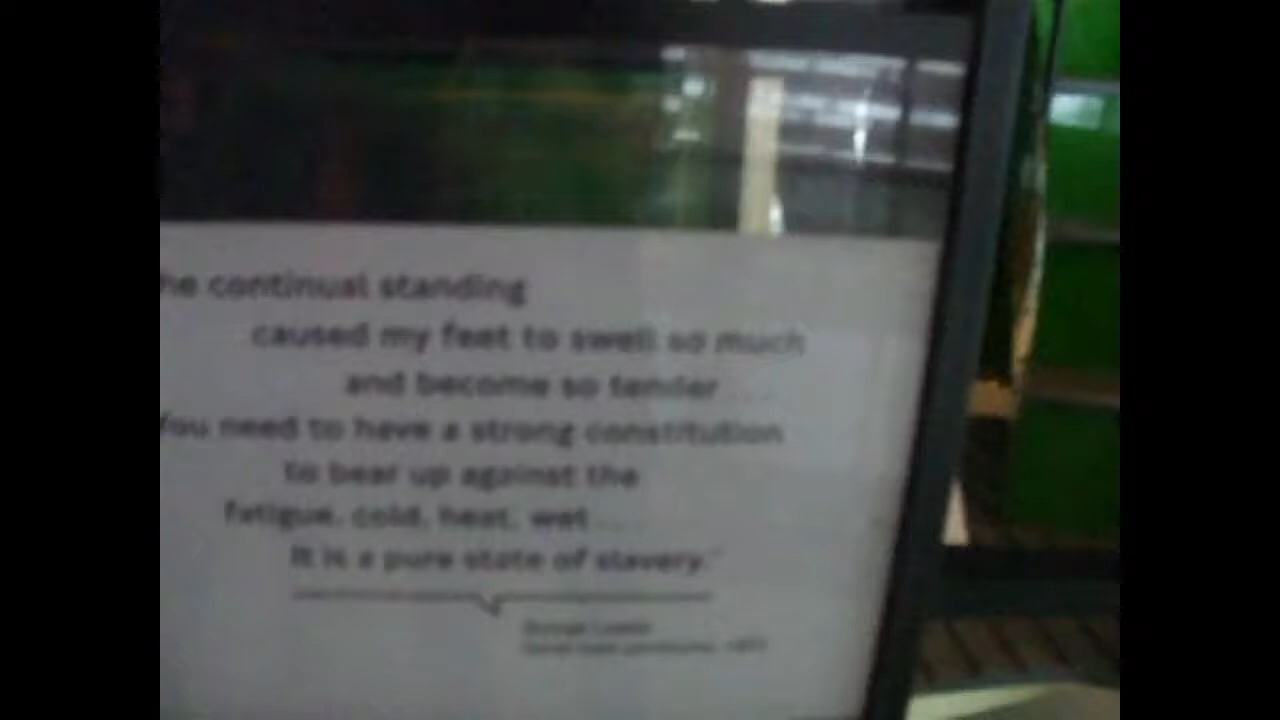 he continual standing
caused my feet to swell so much
and become so tender ....
You need to have a strong constitution
to bear up against the
fatigue, cold, heat, wet ....
It is a pure state of slavery."
George